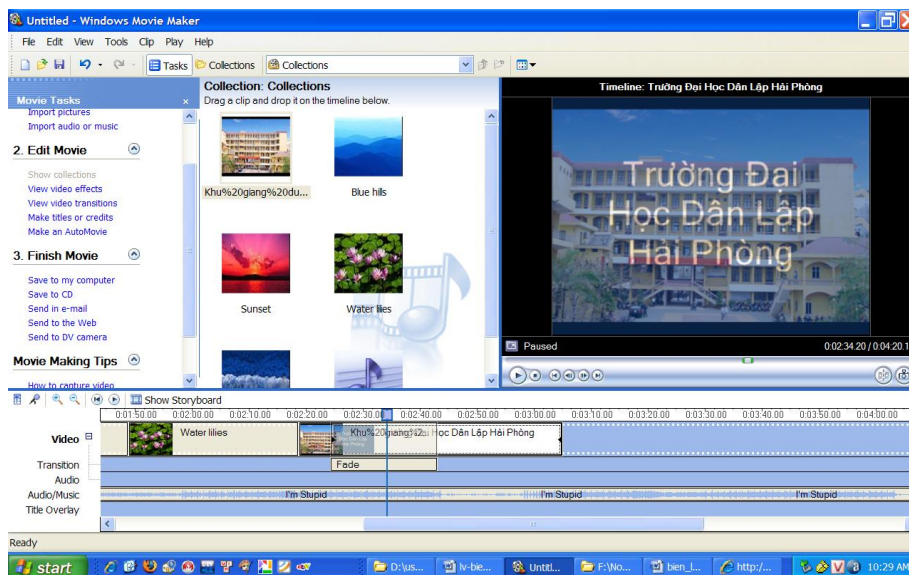 Untitled - Windows Movie Maker
File Edit View Tools Clip Play Help
Tasks Collections Collections
Movie Tasks
Import pictures
Import audio or music
2. Edit Movie
Show collections
View video effects
View video transitions
Make titles or credits
Make an AutoMovie
3. Finish Movie
Save to my computer
Save to CD
Send in e-mail
Send to the Web
Send to DV camera
Movie Making Tips
How to capture video
Collection: Collections
Drag a clip and drop it on the timeline below.
Khu%20giang%20du...
Blue hills
Sunset
Water lilies
Timeline: Trường Đại Học Dân Lập Hải Phòng
Trường Đại
Học Dân Lập
Hải Phòng
Paused
0:02:34.20 / 0:04:20.1
Show Storyboard
0:01:50.00 0:02:00.00 0:02:10.00 0:02:20.00 0:02:30.00 0:02:40.00 0:02:50.00 0:03:00.00 0:03:10.00 0:03:20.00 0:03:30.00 0:03:40.00 0:03:50.00 0:04:00.00
Video
Water lilies
Khu%20giang%2
Học Dân Lập Hải Phòng
Transition
Fade
Audio
Audio/Music
I'm Stupid
I'm Stupid
I'm Stupid
Title Overlay
Ready
start
D:\us...
lv-bie...
Untitl...
F:\No...
bien_l...
http:/...
10:29 AM